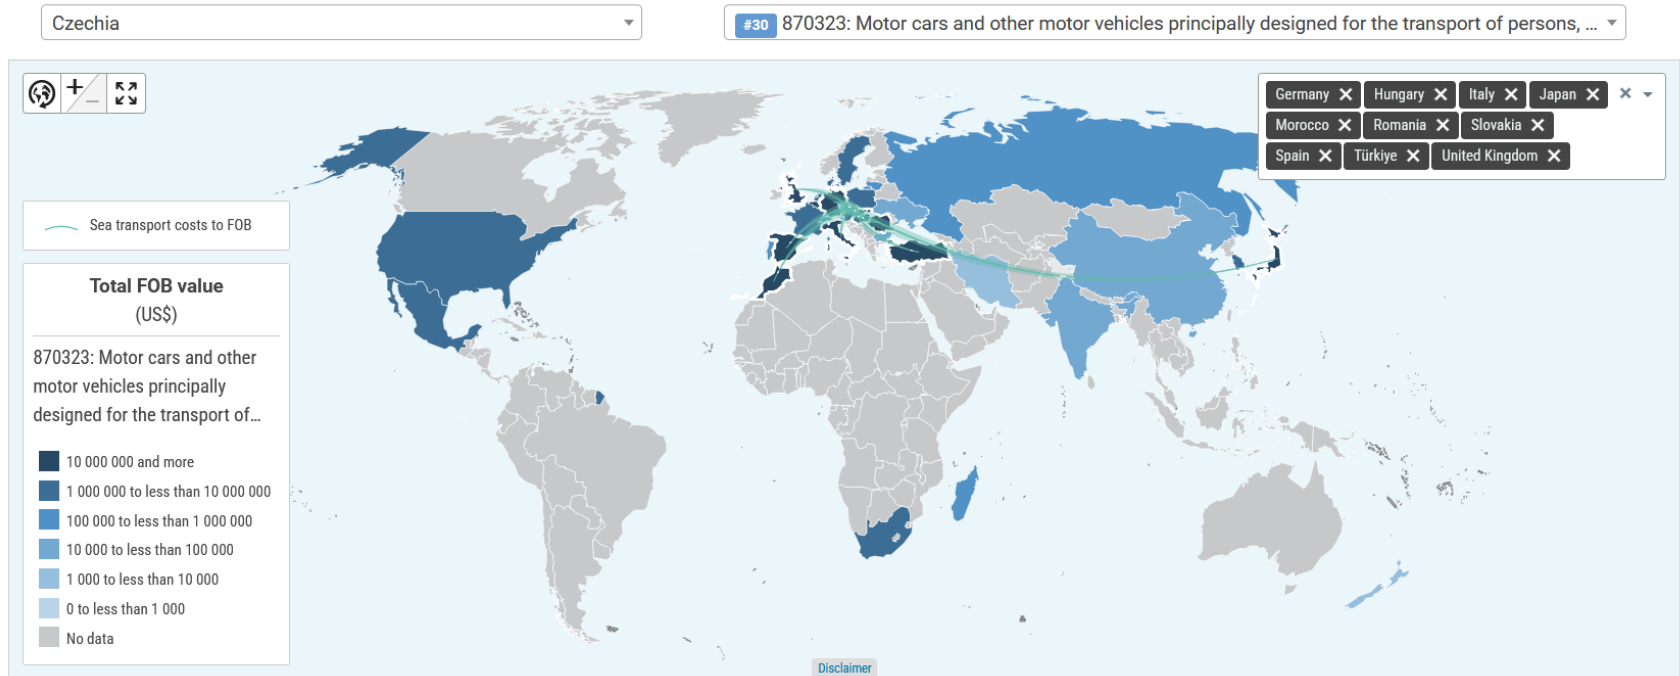 Czechia
#30 870323: Motor cars and other motor vehicles principally designed for the transport of persons, ...
Germany
Hungary
Italy
Japan
Morocco
Romania
Slovakia
Spain
Türkiye
United Kingdom
Sea transport costs to FOB
Total FOB value
(US$)
870323: Motor cars and other
motor vehicles principally
designed for the transport of...
10 000 000 and more
1 000 000 to less than 10 000 000
100 000 to less than 1 000 000
10 000 to less than 100 000
1 000 to less than 10 000
0 to less than 1 000
No data
Disclaimer